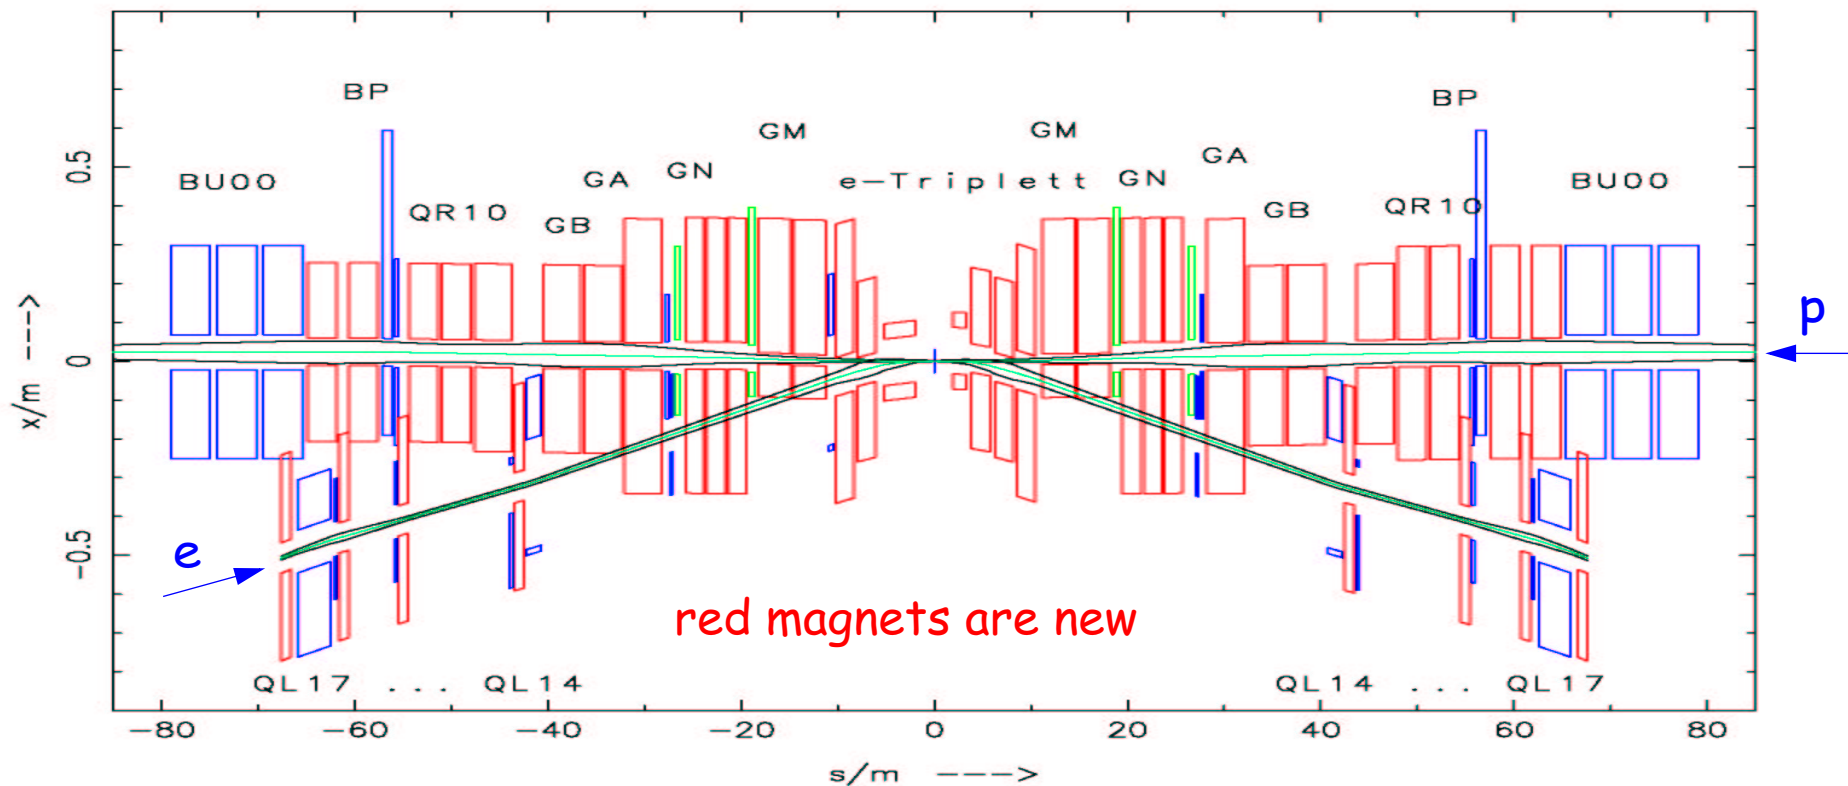 BP
BP
GM
GM
GA
GN
GA
BU00
e-Triplett
GN
BU00
QR10
GB
GB
QR10
0.5
0
-0.5
x/m --->
p
e
red magnets are new
QL17 ... QL14
QL14 ... QL17
-80 -60 -40 -20 0 20 40 60 80
s/m --->